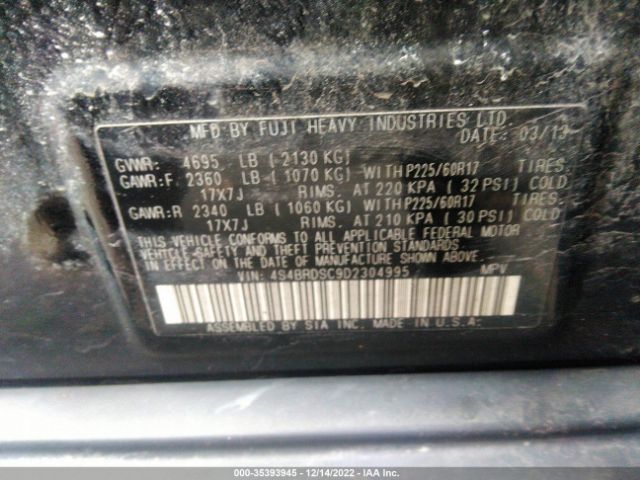 MFD BY FUJI HEAVY INDUSTRIES LTD.
DATE: 03/13
GVWR: 4695 LB ( 2130 KG)
GAWR:F 2360 LB ( 1070 KG) WITH P225/60R17 TIRES
17X7J RIMS. AT 220 KPA ( 32 PSI) COLD
GAWR:R 2340 LB ( 1060 KG) WITH P225/60R17 TIRES
17X7J RIMS. AT 210 KPA ( 30 PSI) COLD
THIS VEHICLE CONFORMS TO ALL APPLICABLE FEDERAL MOTOR
VEHICLE SAFETY AND THEFT PREVENTION STANDARDS
IN EFFECT ON THE DATE OF MANUFACTURE SHOWN ABOVE.
VIN: 4S4BRDSC9D2304995 MPV
ASSEMBLED BY SIA INC. MADE IN U.S.A.
000-35393945 - 12/14/2022 - IAA Inc.